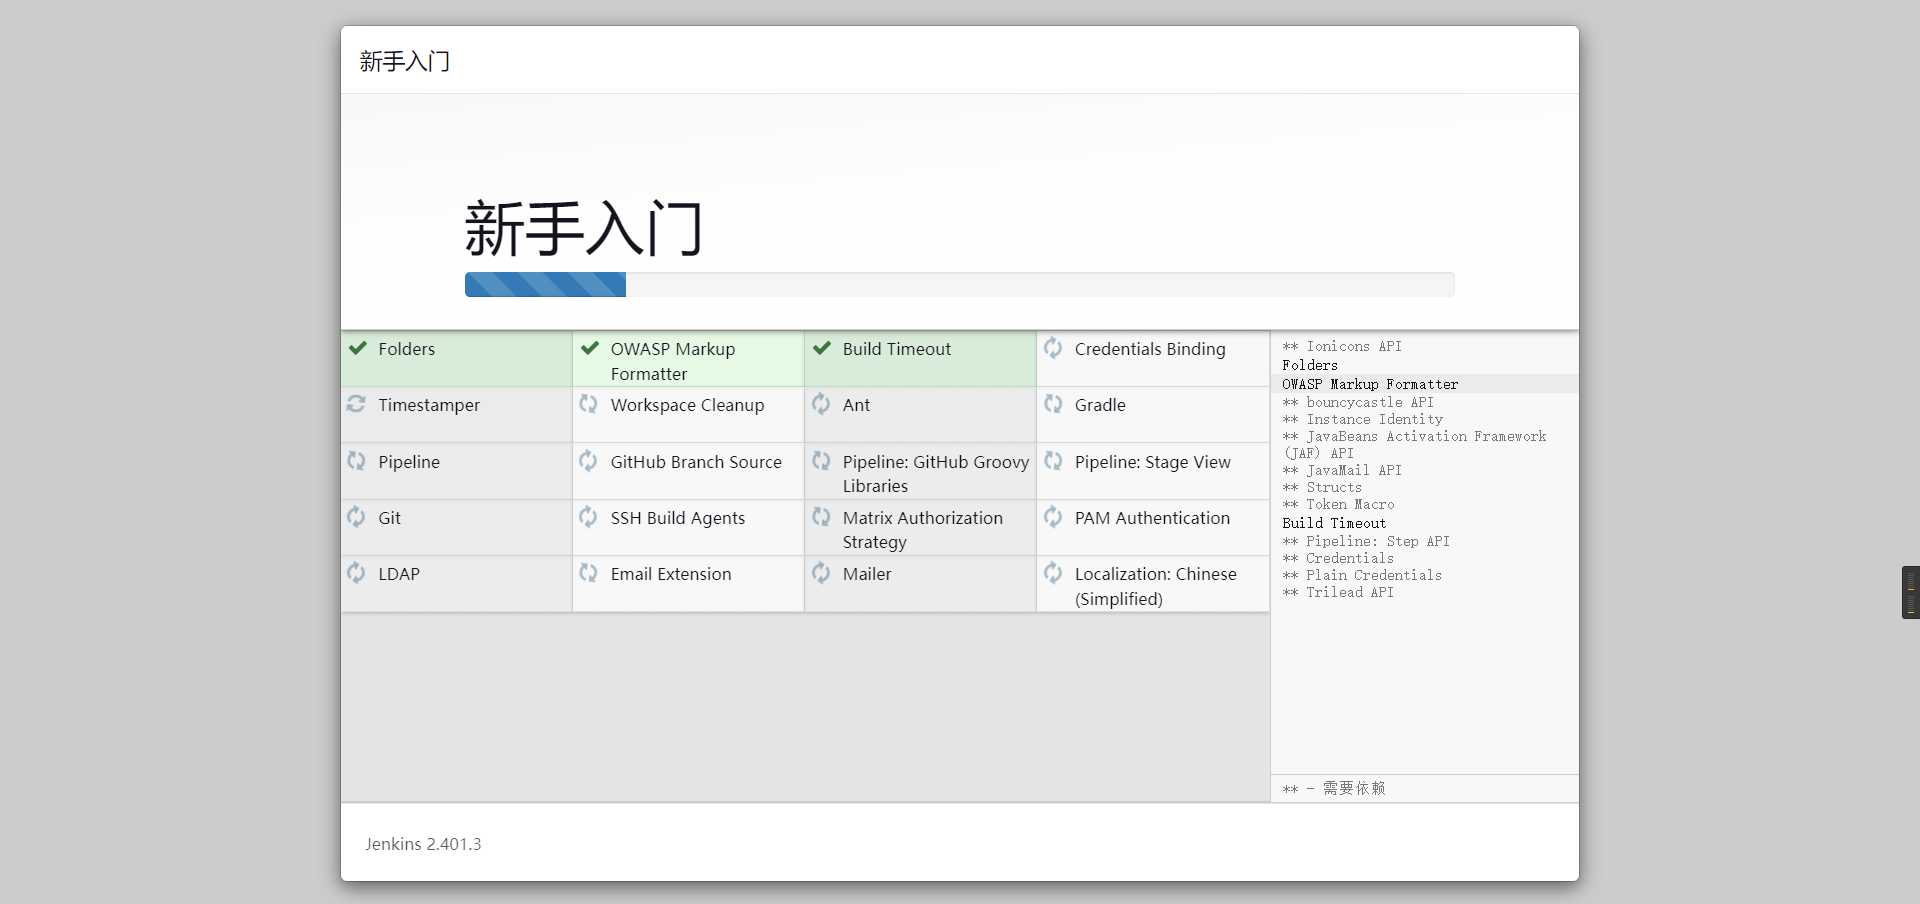 新手入门
新手入门
Folders
OWASP Markup
Formatter
Build Timeout
Credentials Binding
Timestamper
Workspace Cleanup
Ant
Gradle
Pipeline
GitHub Branch Source
Pipeline: GitHub Groovy
Libraries
Pipeline: Stage View
Git
SSH Build Agents
Matrix Authorization
Strategy
PAM Authentication
LDAP
Email Extension
Mailer
Localization: Chinese
(Simplified)
** Ionicons API
Folders
OWASP Markup Formatter
** bouncycastle API
** Instance Identity
** JavaBeans Activation Framework
(JAF) API
** JavaMail API
** Structs
** Token Macro
Build Timeout
** Pipeline: Step API
** Credentials
** Plain Credentials
** Trilead API
** - 需要依赖
Jenkins 2.401.3